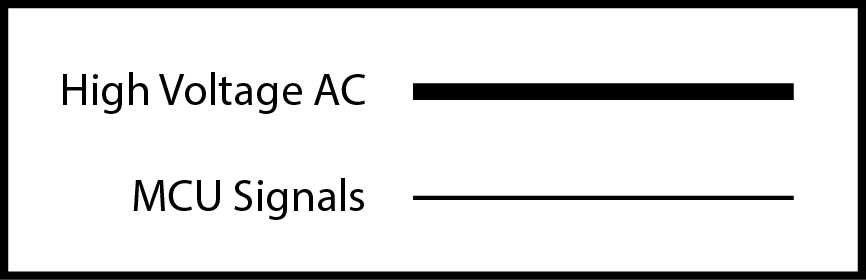 High Voltage AC
MCU Signals